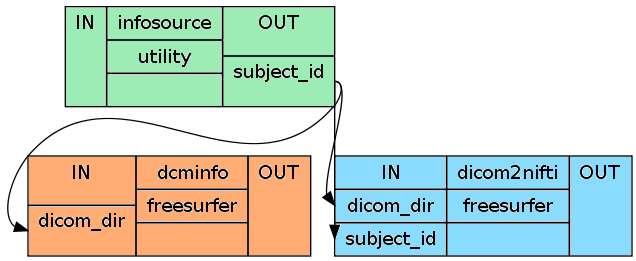 IN infosource OUT
utility
subject_id
IN dcminfo OUT
dicom_dir freesurfer
IN dicom2nifti OUT
dicom_dir freesurfer
subject_id